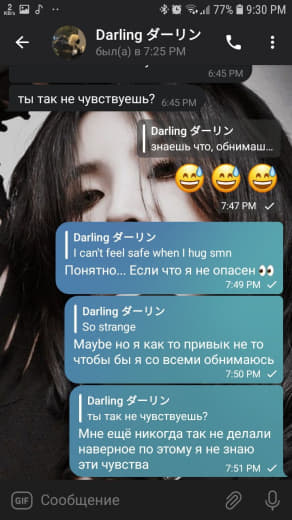 2
KB/s
77% 9:30 PM
Darling ダーリン
был(а) в 7:25 PM
6:45 PM
ты так не чувствуешь? 6:45 PM
Darling ダーリン
знаешь что, обнимаш...
😅😅😅
7:47 PM
Darling ダーリン
I can't feel safe when I hug smn
Понятно... Если что я не опасен 👀
7:49 PM
Darling ダーリン
So strange
Maybe но я как то привык не то
чтобы бы я со всеми обнимаюсь
7:50 PM
Darling ダーリン
ты так не чувствуешь?
Мне ещё никогда так не делали
наверное по этому я не знаю
эти чувства
7:51 PM
GIF Сообщение